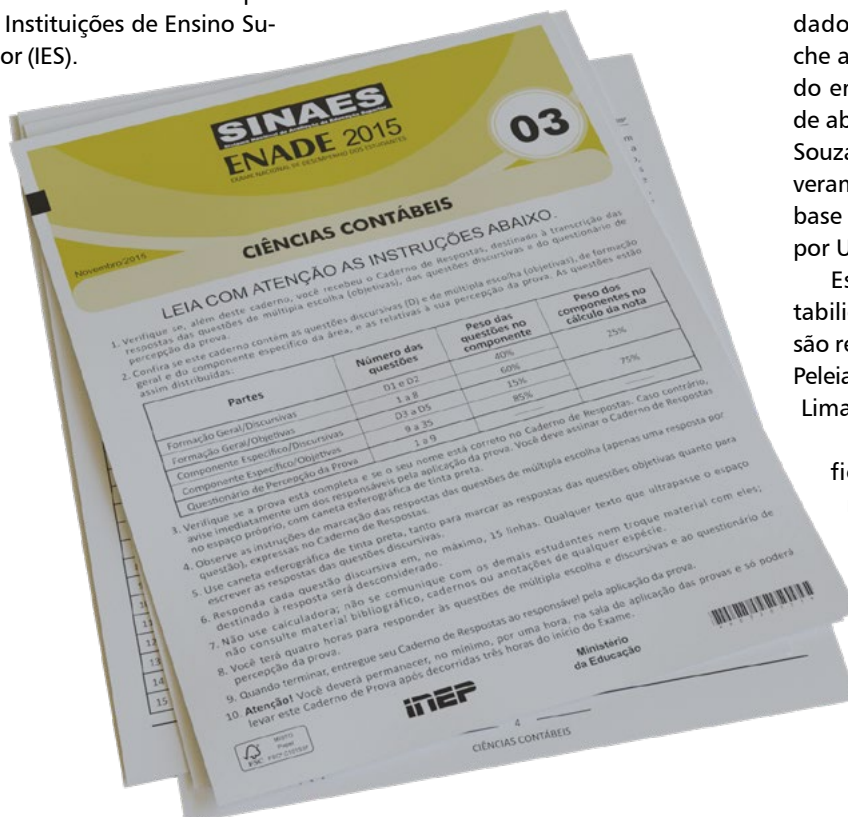 Instituições de Ensino Su-
or (IES).
SINAES
ENADE 2015
EXAME NACIONAL DE DESEMPENHO DOS ESTUDANTES
03
Novembro/2015
CIÊNCIAS CONTÁBEIS
LEIA COM ATENÇÃO AS INSTRUÇÕES ABAIXO.
1. Verifique se, além deste caderno, você recebeu o Caderno de Respostas, destinado à transcrição das
respostas das questões de múltipla escolha (objetivas), das questões discursivas e do questionário de
percepção da prova.
2. Confira se este caderno contém as questões discursivas (D) e de múltipla escolha (objetivas), de formação
geral e do componente específico da área, e as relativas à sua percepção da prova. As questões estão
assim distribuídas:
Partes Número das questões Peso das questões no componente Peso dos componentes no cálculo da nota
Formação Geral/Discursivas D1 e D2 40% 25%
Formação Geral/Objetivas 1 a 8 60%
Componente Específico/Discursivas D3 a D5 15% 75%
Componente Específico/Objetivas 9 a 35 85%
Questionário de Percepção da Prova 1 a 9
3. Verifique se a prova está completa e se o seu nome está correto no Caderno de Respostas. Caso contrário,
avise imediatamente um dos responsáveis pela aplicação da prova. Você deve assinar o Caderno de Respostas
no espaço próprio, com caneta esferográfica de tinta preta.
4. Observe as instruções de marcação das respostas das questões de múltipla escolha (apenas uma resposta por
questão), expressas no Caderno de Respostas.
5. Use caneta esferográfica de tinta preta, tanto para marcar as respostas das questões objetivas quanto para
escrever as respostas das questões discursivas.
6. Responda cada questão discursiva em, no máximo, 15 linhas. Qualquer texto que ultrapasse o espaço
destinado à resposta será desconsiderado.
7. Não use calculadora; não se comunique com os demais estudantes nem troque material com eles;
não consulte material bibliográfico, cadernos ou anotações de qualquer espécie.
8. Você terá quatro horas para responder às questões de múltipla escolha e discursivas e ao questionário de
percepção da prova.
9. Quando terminar, entregue seu Caderno de Respostas ao responsável pela aplicação da prova.
10. Atenção! Você deverá permanecer, no mínimo, por uma hora, na sala de aplicação das provas e só poderá
levar este Caderno de Prova após decorridas três horas do início do Exame.
FSC
MISTO
Papel
inep
Ministério
da Educação
4
CIÊNCIAS CONTÁBEIS
11
12
13
14
15
dado
che a
do en
de ab
Souza
veram
base
por U
Es
tabili
são re
Peleia
Lima
fic